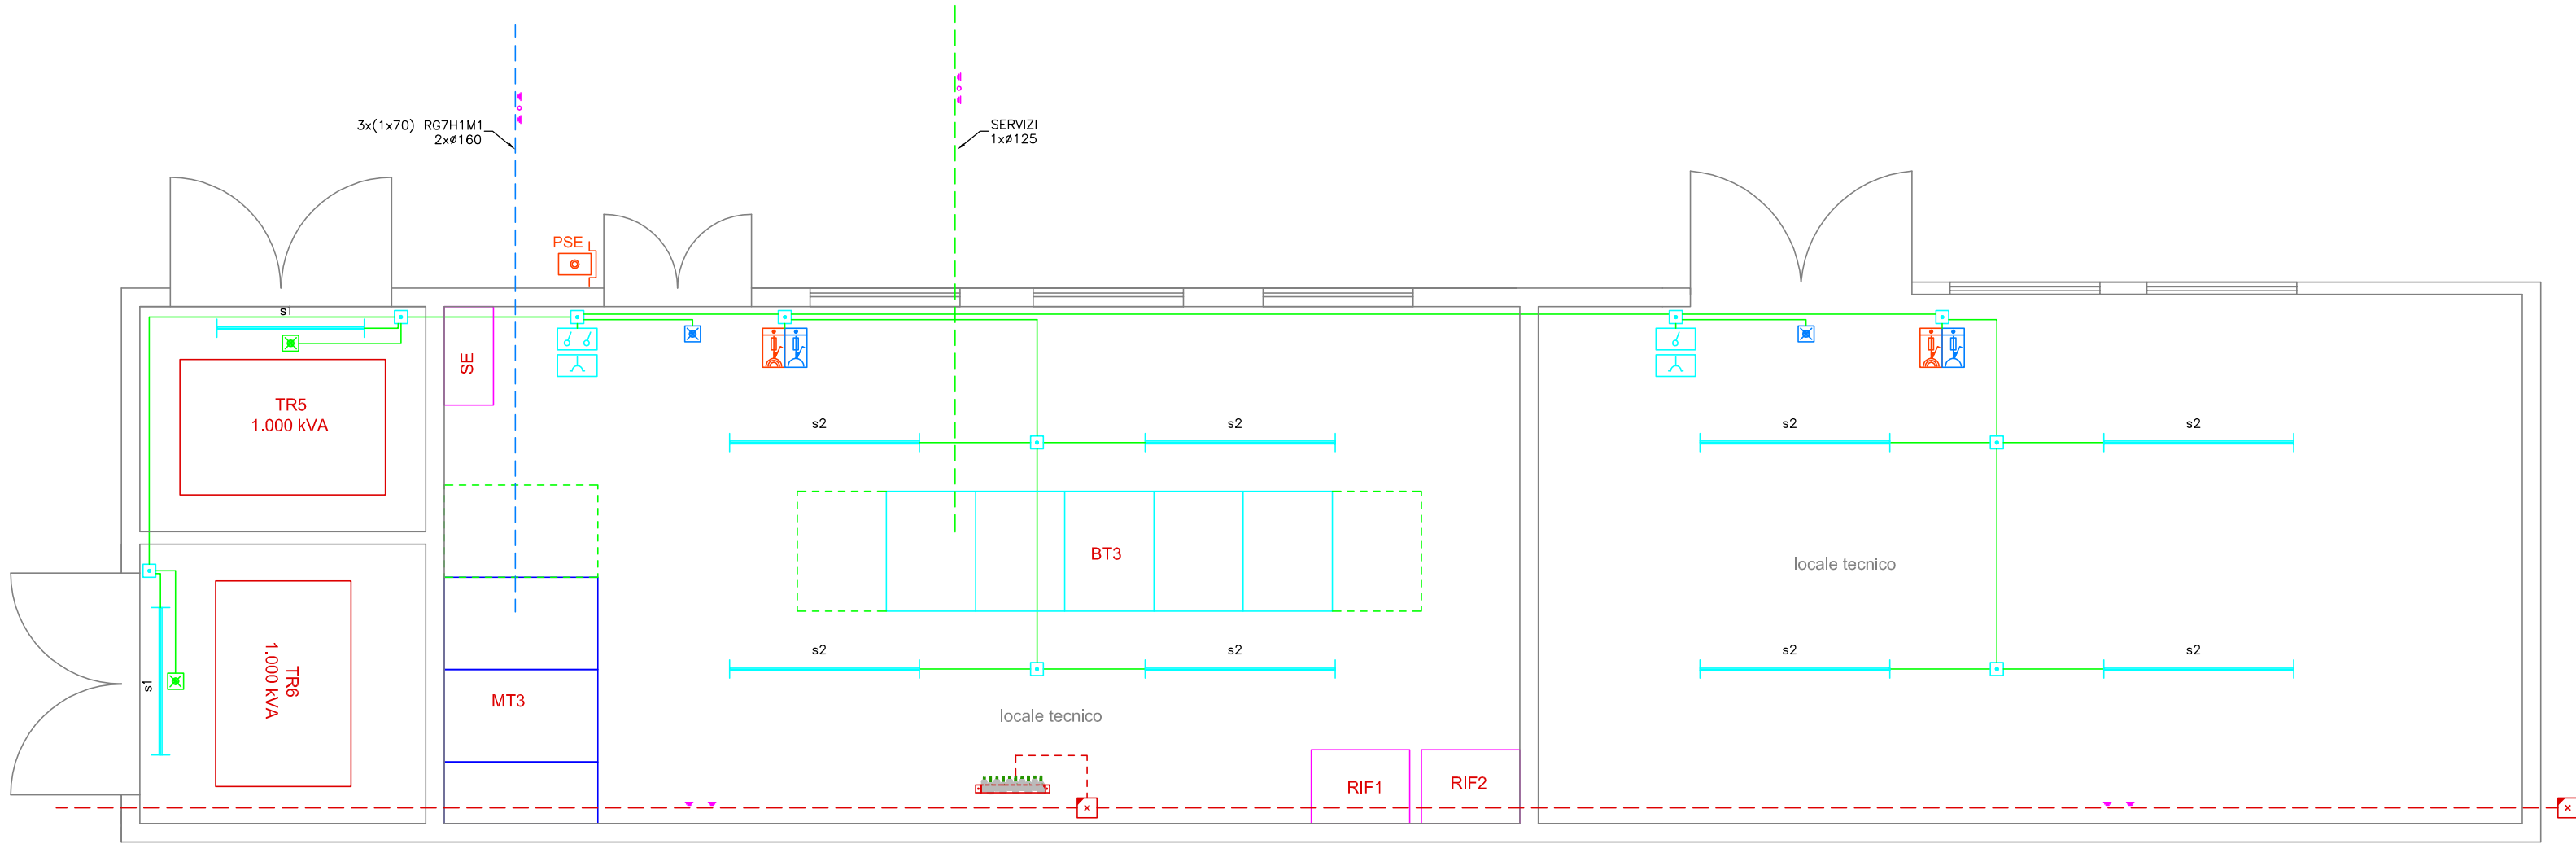 3x(1x70) RG7H1M1
2xø160
SERVIZI
1xø125
PSE
s1
SE
TR5
1.000 kVA
s2
s2
s2
s2
BT3
locale tecnico
s2
s2
s2
s2
s1
TR6
1.000 kVA
MT3
locale tecnico
RIF1
RIF2